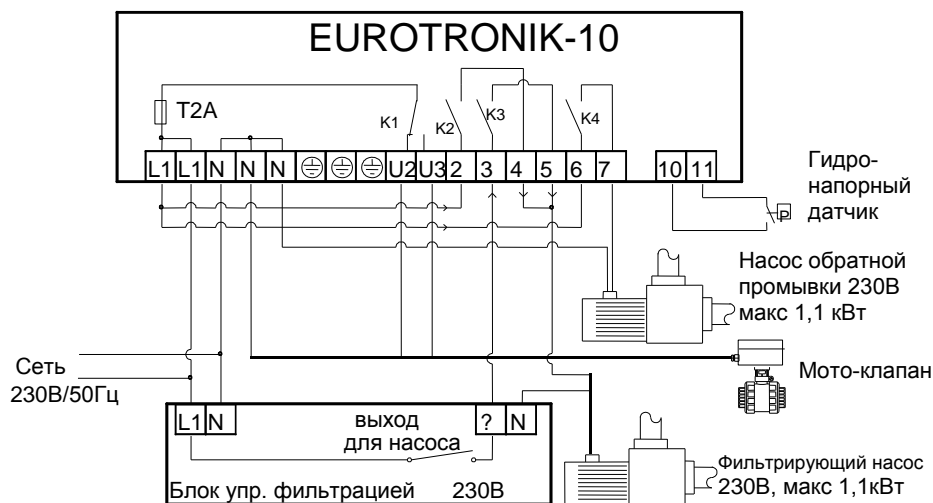 EUROTRONIK-10
T2A
K1
K2
K3
K4
L1 L1 N N N U2 U3 2 3 4 5 6 7 10 11
Гидро-
напорный
датчик
P
Насос обратной
промывки 230В
макс 1,1 кВт
Мото-клапан
Сеть
230В/50Гц
L1 N
выход
для насоса
? N
Блок упр. фильтрацией 230В
Фильтрирующий насос
230В, макс 1,1кВт